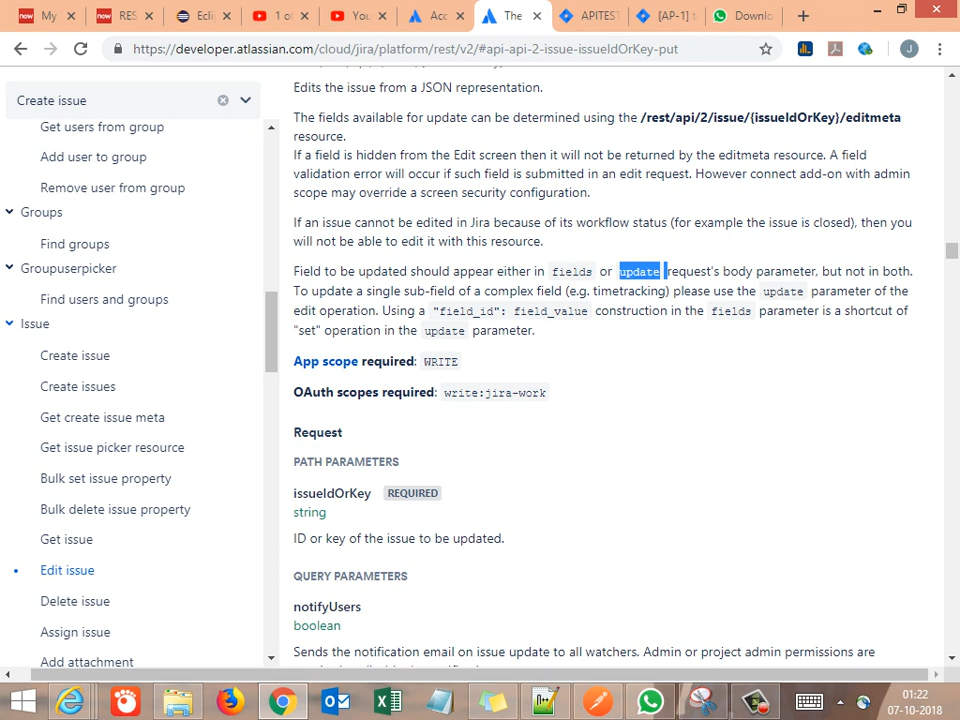 My
RES
Ecli
1 of
You
Acc
The
APITEST
[AP-1]
Downlo
https://developer.atlassian.com/cloud/jira/platform/rest/v2/#api-api-2-issue-issueIdOrKey-put
J
Create issue
Get users from group
Add user to group
Remove user from group
Groups
Find groups
Groupuserpicker
Find users and groups
Issue
Create issue
Create issues
Get create issue meta
Get issue picker resource
Bulk set issue property
Bulk delete issue property
Get issue
Edit issue
Delete issue
Assign issue
Add attachment
Edits the issue from a JSON representation.
The fields available for update can be determined using the /rest/api/2/issue/{issueIdOrKey}/editmeta
resource.
If a field is hidden from the Edit screen then it will not be returned by the editmeta resource. A field
validation error will occur if such field is submitted in an edit request. However connect add-on with admin
scope may override a screen security configuration.
If an issue cannot be edited in Jira because of its workflow status (for example the issue is closed), then you
will not be able to edit it with this resource.
Field to be updated should appear either in fields or update request's body parameter, but not in both.
To update a single sub-field of a complex field (e.g. timetracking) please use the update parameter of the
edit operation. Using a "field_id": field_value construction in the fields parameter is a shortcut of
"set" operation in the update parameter.
App scope required: WRITE
OAuth scopes required: write:jira-work
Request
PATH PARAMETERS
issueIdOrKey REQUIRED
string
ID or key of the issue to be updated.
QUERY PARAMETERS
notifyUsers
boolean
Sends the notification email on issue update to all watchers. Admin or project admin permissions are
01:22
07-10-2018